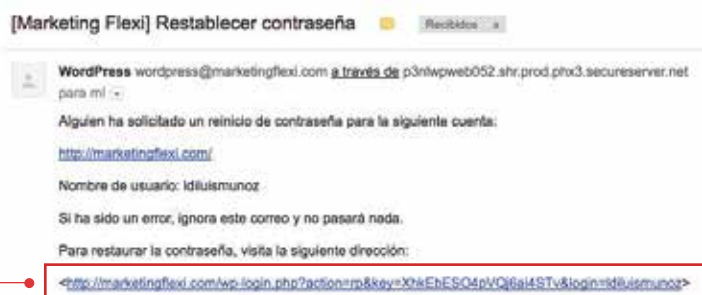 [Marketing Flexi] Restablecer contraseña Recibidos x
WordPress wordpress@marketingflexi.com a través de p3nlwpweb052.shr.prod.phx3.secureserver.net
para mí
Alguien ha solicitado un reinicio de contraseña para la siguiente cuenta:
http://marketingflexi.com/
Nombre de usuario: ldiluismunoz
Si ha sido un error, ignora este correo y no pasará nada.
Para restaurar la contraseña, visita la siguiente dirección:
<http://marketingflexi.com/wp-login.php?action=rp&key=XhkEbESO4pVQj6al4STv&login=ldiluismunoz>